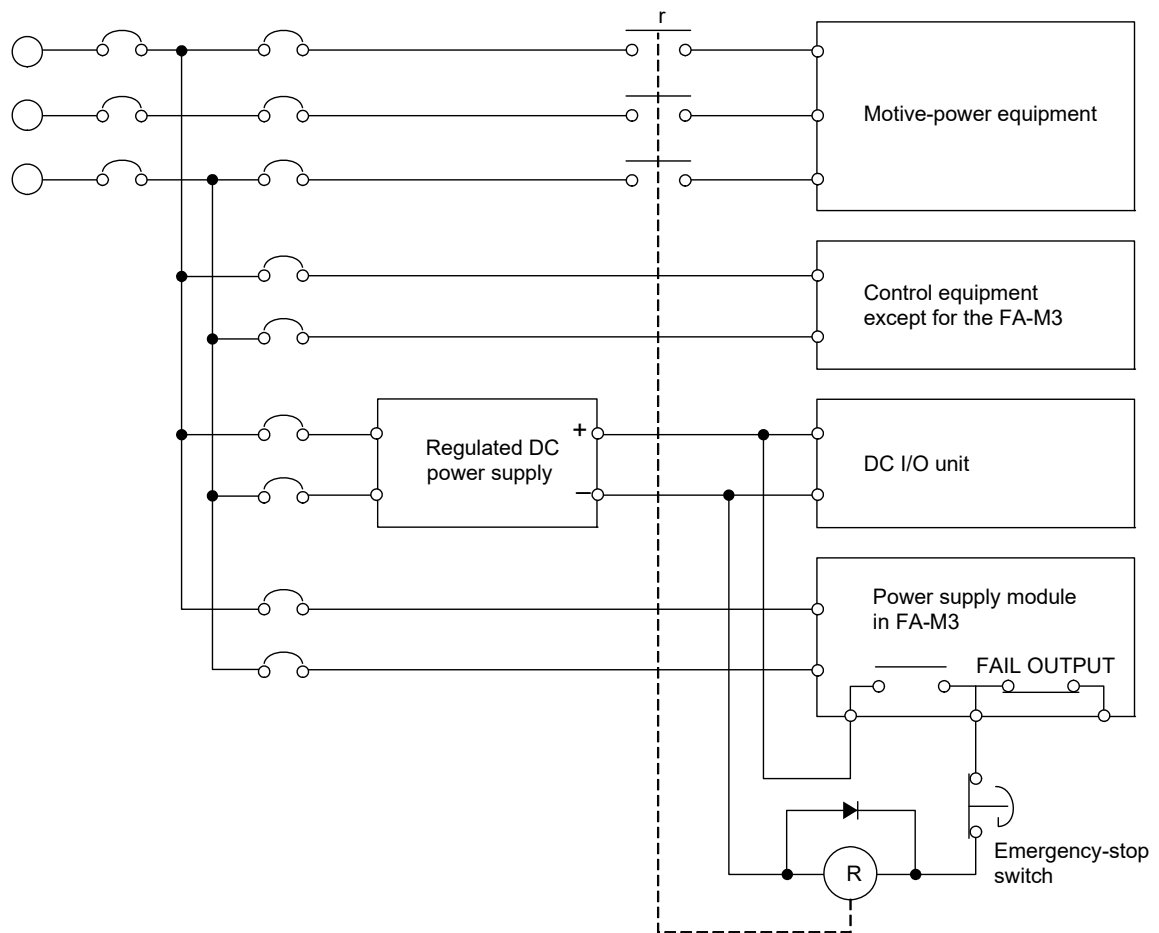 r
Motive-power equipment
Control equipment
except for the FA-M3
Regulated DC
power supply
+
−
DC I/O unit
Power supply module
in FA-M3
FAIL OUTPUT
Emergency-stop
switch
R